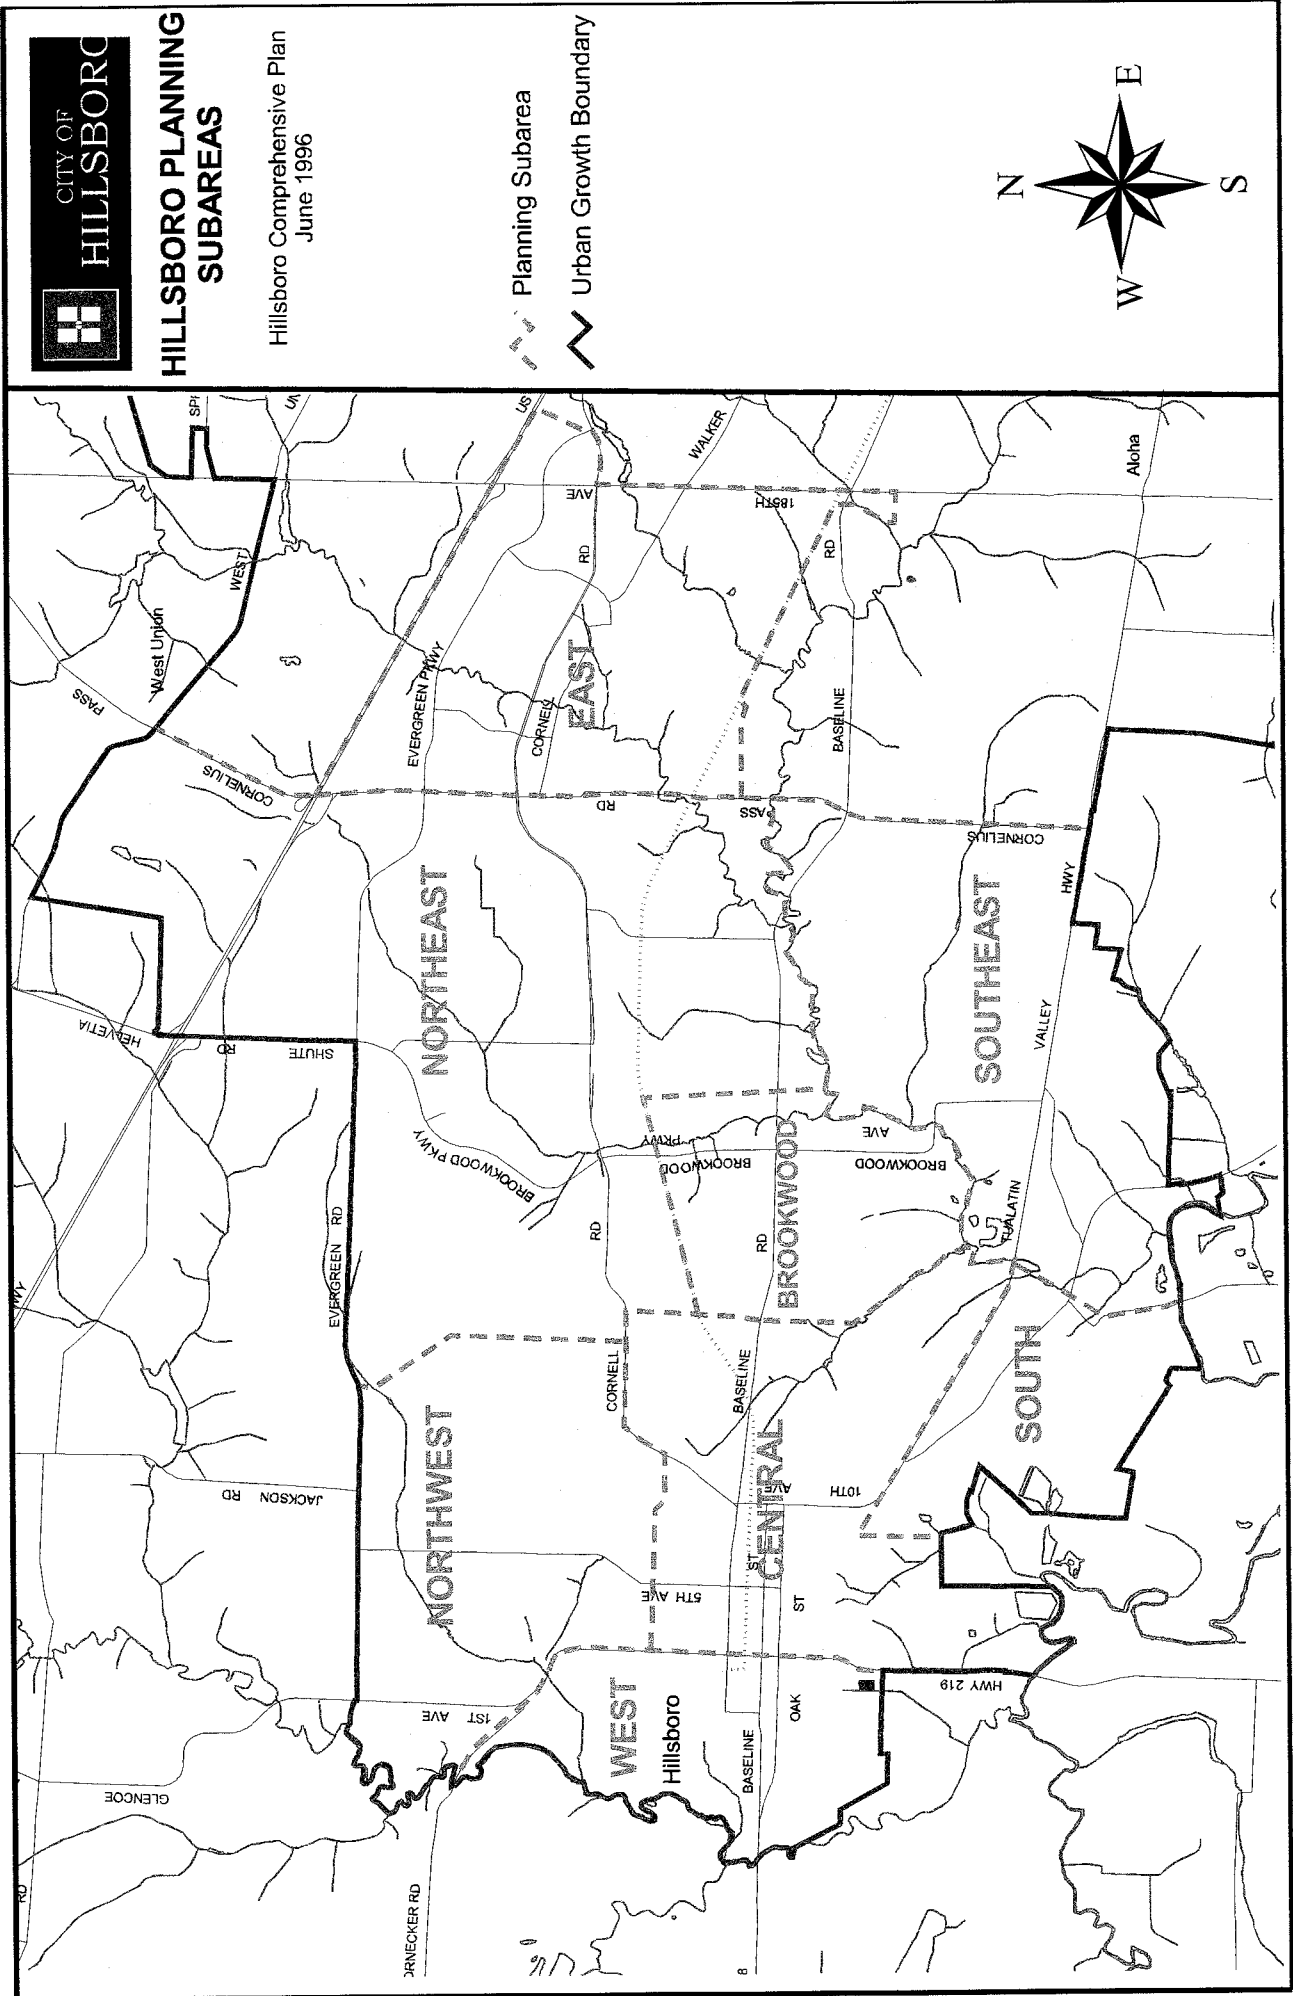 CITY OF
HILLSBORO
HILLSBORO PLANNING
SUBAREAS
Hillsboro Comprehensive Plan
June 1996
Planning Subarea
Urban Growth Boundary
N
E
S
W
SPR
US
WALKER
AVE
185TH
Aloha
RD
RD
WEST
West Union
PASS
CORNELIUS
EVERGREEN PKWY
CORNELL
EAST
BASELINE
RD
PASS
CORNELIUS
HWY
NORTHEAST
SOUTHEAST
HELVETIA
RD
SHUTE
VALLEY
BROOKWOOD PKWY
PKWY
BROOKWOOD
AVE
BROOKWOOD
BROOKWOOD
EVERGREEN RD
RD
RD
TUALATIN
CORNELL
BASELINE
SOUTH
NORTHWEST
CENTRAL
JACKSON RD
10TH
AVE
ST
5TH AVE
ST
HWY 219
1ST AVE
WEST
Hillsboro
OAK
BASELINE
GLENCOE
RD
8